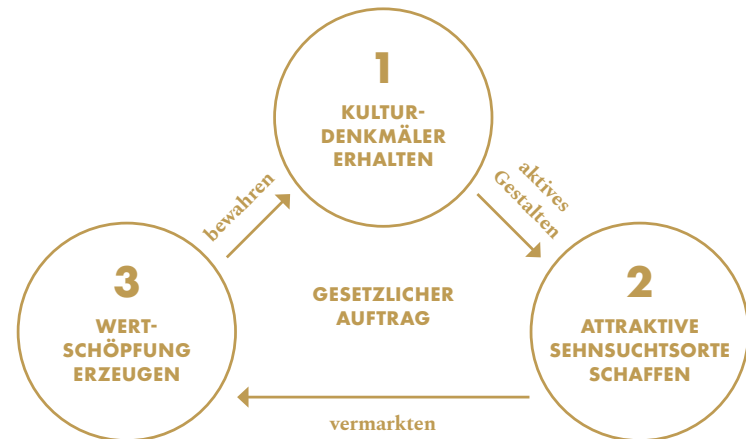 1
KULTUR-
DENKMÄLER
ERHALTEN
aktives
Gestalten
2
ATTRAKTIVE
SEHNSUCHTSORTE
SCHAFFEN
vermarkten
3
WERT-
SCHÖPFUNG
ERZEUGEN
bewahren
GESETZLICHER
AUFTRAG